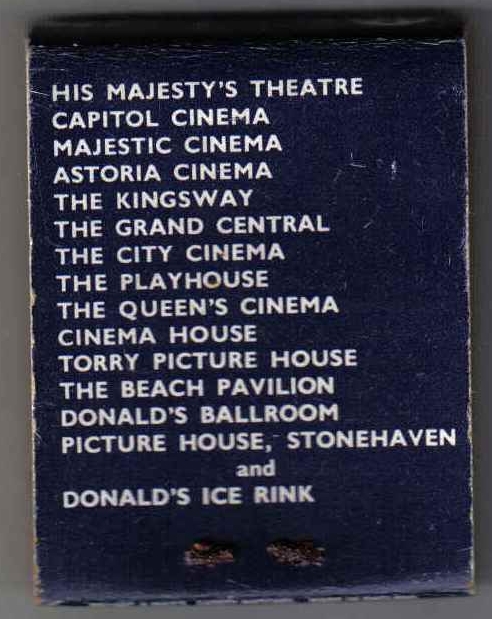 HIS MAJESTY'S THEATRE
CAPITOL CINEMA
MAJESTIC CINEMA
ASTORIA CINEMA
THE KINGSWAY
THE GRAND CENTRAL
THE CITY CINEMA
THE PLAYHOUSE
THE QUEEN'S CINEMA
CINEMA HOUSE
TORRY PICTURE HOUSE
THE BEACH PAVILION
DONALD'S BALLROOM
PICTURE HOUSE, STONEHAVEN
and
DONALD'S ICE RINK